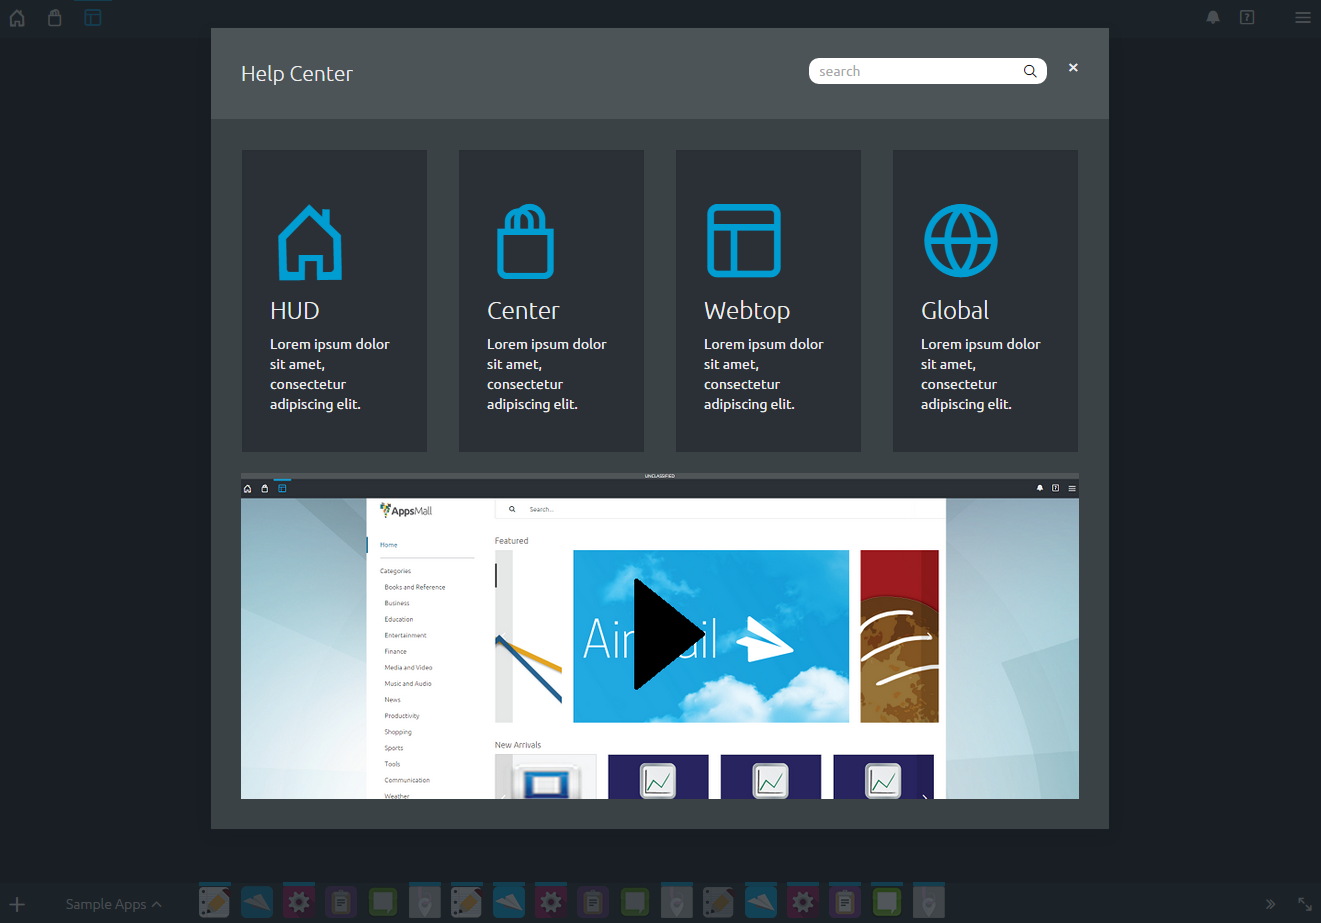 Help Center
search
HUD
Lorem ipsum dolor
sit amet,
consectetur
adipiscing elit.
Center
Lorem ipsum dolor
sit amet,
consectetur
adipiscing elit.
Webtop
Lorem ipsum dolor
sit amet,
consectetur
adipiscing elit.
Global
Lorem ipsum dolor
sit amet,
consectetur
adipiscing elit.
UNCLASSIFIED
AppsMall
Search...
Home
Categories
Books and Reference
Business
Education
Entertainment
Finance
Media and Video
Music and Audio
News
Productivity
Shopping
Sports
Tools
Communication
Weather
Featured
Air ail
New Arrivals
Sample Apps